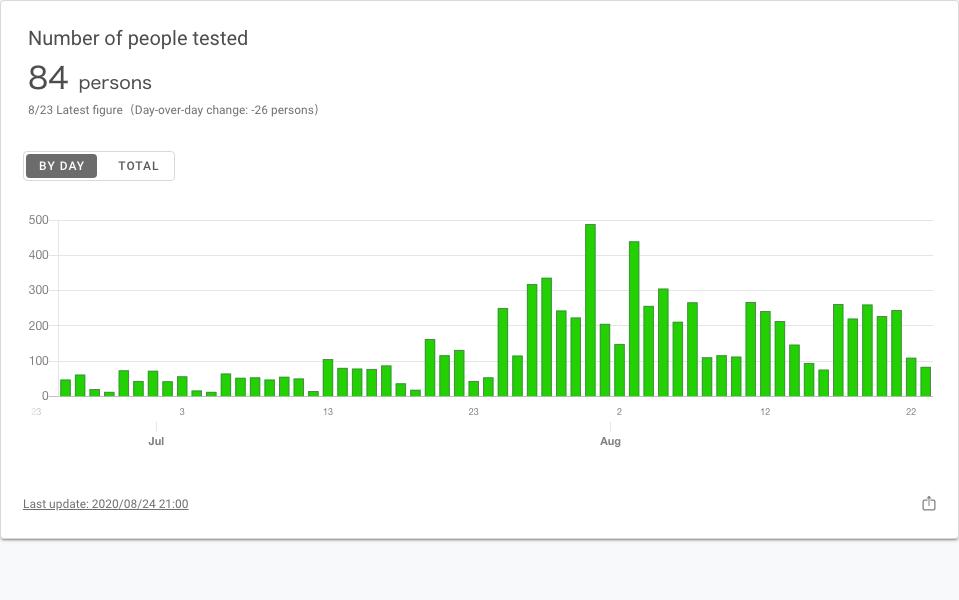 Number of people tested
84 persons
8/23 Latest figure（Day-over-day change: -26 persons）
BY DAY TOTAL
500
400
300
200
100
0
23 3 13 23 2 12 22
Jul Aug
Last update: 2020/08/24 21:00